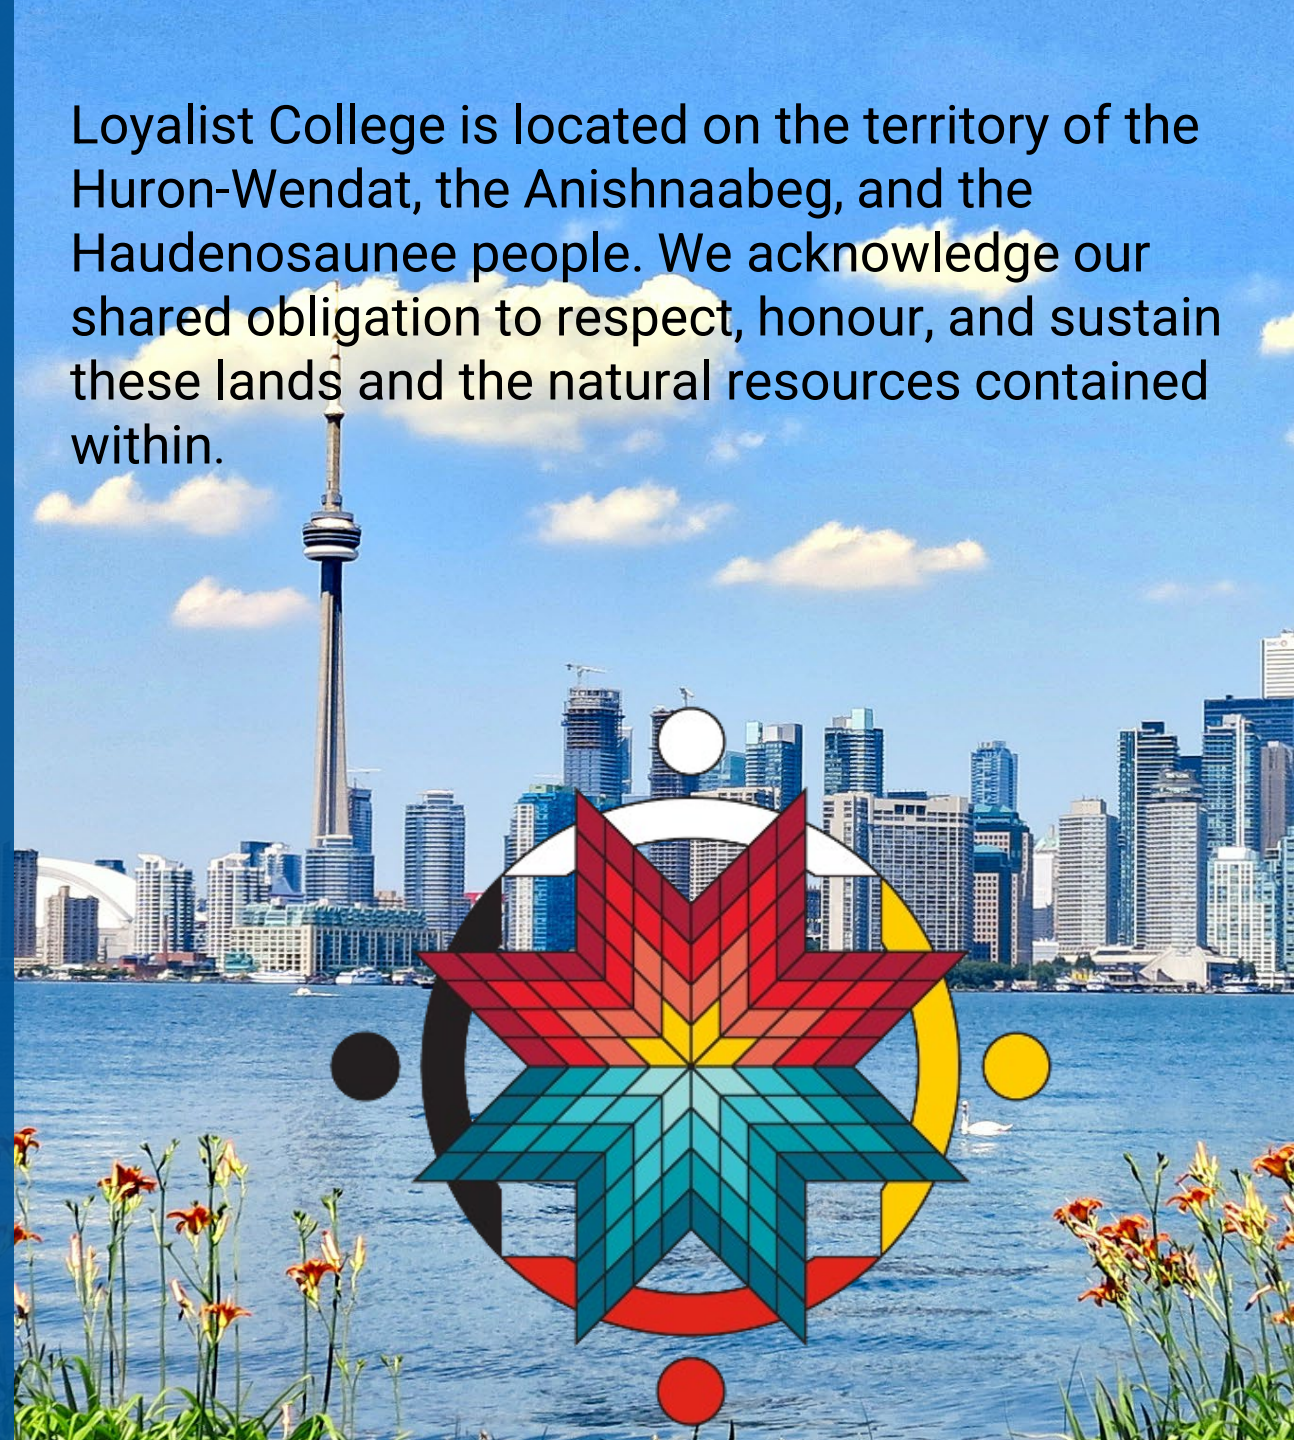 Loyalist College is located on the territory of the
Huron-Wendat, the Anishnaabeg, and the
Haudenosaunee people. We acknowledge our
shared obligation to respect, honour, and sustain
these lands and the natural resources contained
within.